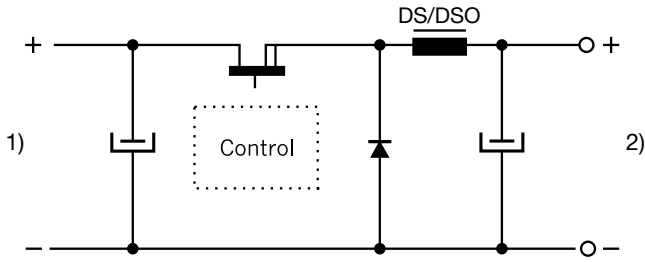 DS/DSO
+ +
1) Control 2)
− −